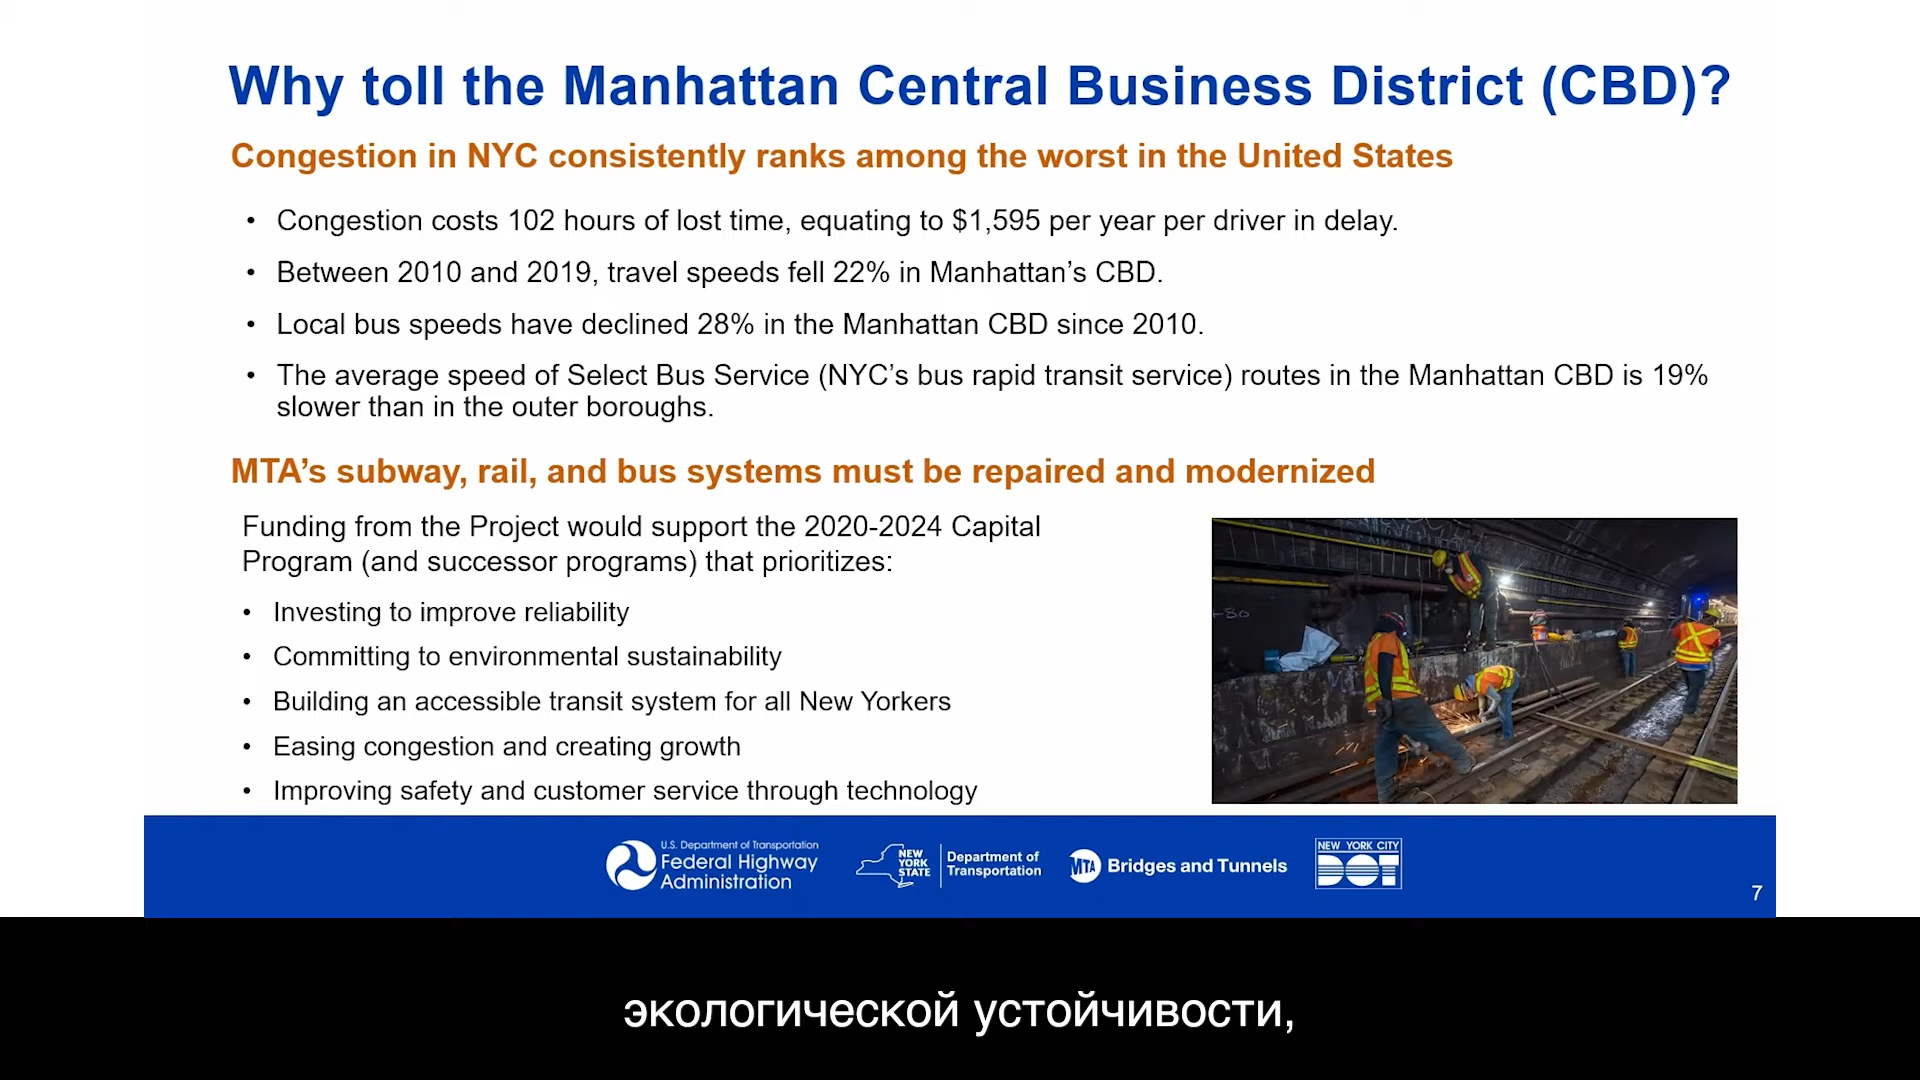 Why toll the Manhattan Central Business District (CBD)?
Congestion in NYC consistently ranks among the worst in the United States
• Congestion costs 102 hours of lost time, equating to $1,595 per year per driver in delay.
• Between 2010 and 2019, travel speeds fell 22% in Manhattan’s CBD.
• Local bus speeds have declined 28% in the Manhattan CBD since 2010.
• The average speed of Select Bus Service (NYC’s bus rapid transit service) routes in the Manhattan CBD is 19%
slower than in the outer boroughs.
MTA’s subway, rail, and bus systems must be repaired and modernized
Funding from the Project would support the 2020-2024 Capital
Program (and successor programs) that prioritizes:
• Investing to improve reliability
• Committing to environmental sustainability
• Building an accessible transit system for all New Yorkers
• Easing congestion and creating growth
• Improving safety and customer service through technology
U.S. Department of Transportation
Federal Highway
Administration
NEW
YORK
STATE
Department of
Transportation
MTA Bridges and Tunnels
NEW YORK CITY
DOT
7
экологической устойчивости,